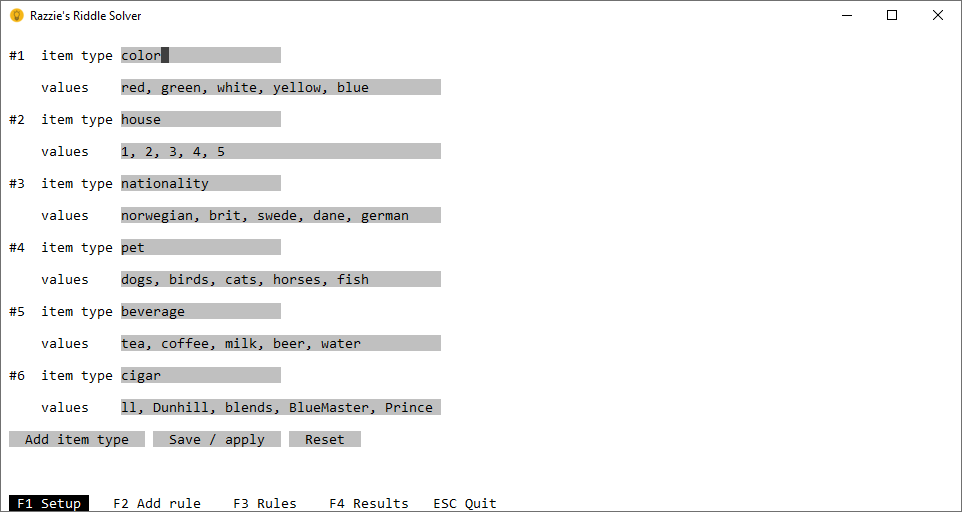 Razzie's Riddle Solver
#1 item type color
values red, green, white, yellow, blue
#2 item type house
values 1, 2, 3, 4, 5
#3 item type nationality
values norwegian, brit, swede, dane, german
#4 item type pet
values dogs, birds, cats, horses, fish
#5 item type beverage
values tea, coffee, milk, beer, water
#6 item type cigar
values ll, Dunhill, blends, BlueMaster, Prince
Add item type Save / apply Reset
F1 Setup F2 Add rule F3 Rules F4 Results ESC Quit